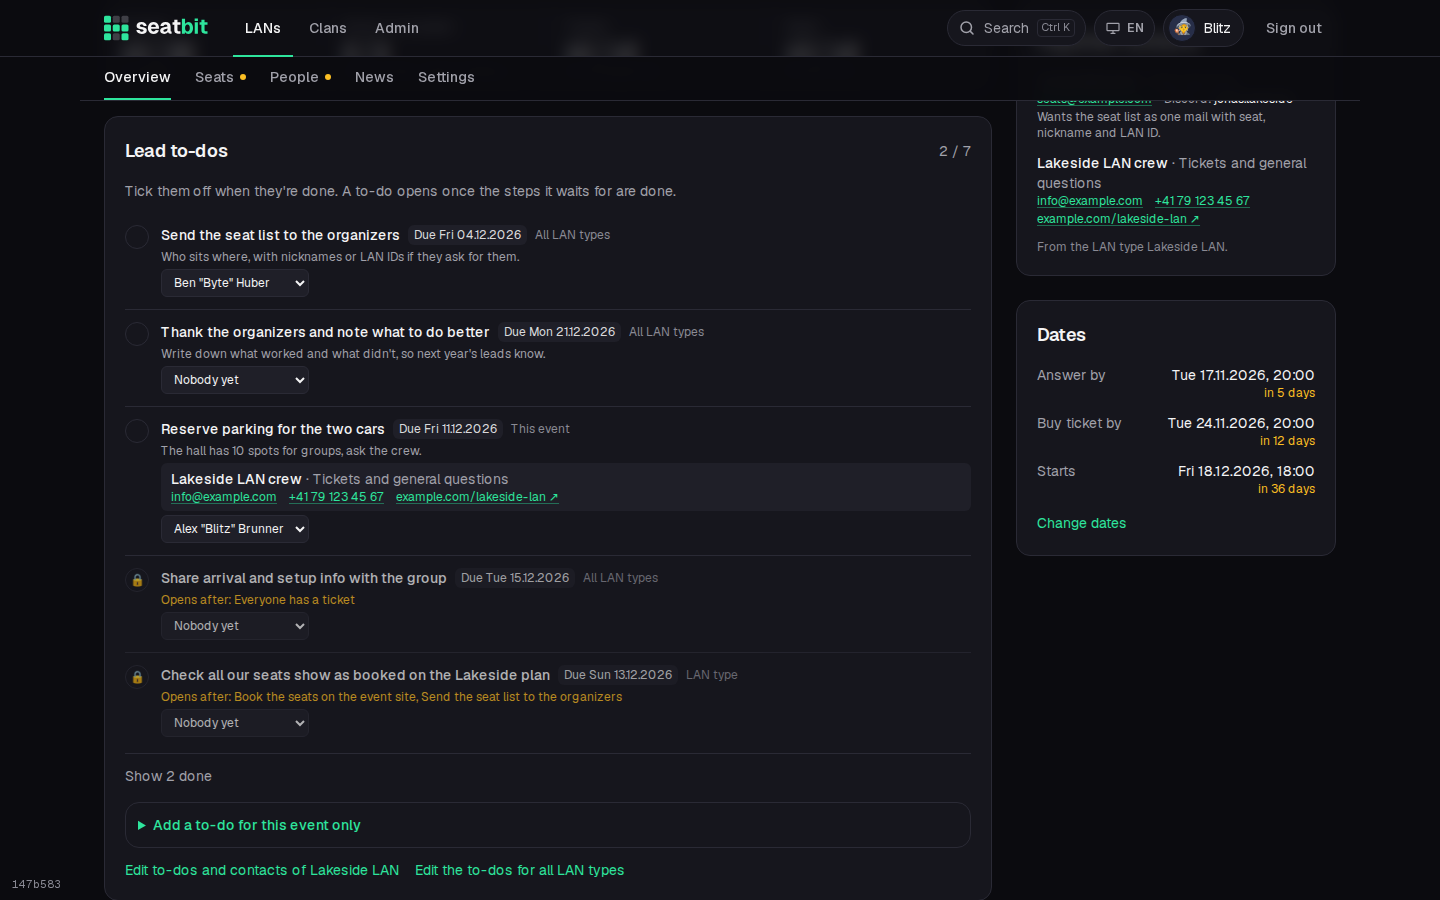 seatbit
LANs
Clans
Admin
Search
Ctrl K
EN
Blitz
Sign out
Overview
Seats
People
News
Settings
Lead to-dos
2 / 7
Tick them off when they're done. A to-do opens once the steps it waits for are done.
Send the seat list to the organizers
Due Fri 04.12.2026
All LAN types
Who sits where, with nicknames or LAN IDs if they ask for them.
Ben "Byte" Huber
Thank the organizers and note what to do better
Due Mon 21.12.2026
All LAN types
Write down what worked and what didn't, so next year's leads know.
Nobody yet
Reserve parking for the two cars
Due Fri 11.12.2026
This event
The hall has 10 spots for groups, ask the crew.
Lakeside LAN crew · Tickets and general questions
info@example.com
+41 79 123 45 67
example.com/lakeside-lan ↗
Alex "Blitz" Brunner
Share arrival and setup info with the group
Due Tue 15.12.2026
All LAN types
Opens after: Everyone has a ticket
Nobody yet
Check all our seats show as booked on the Lakeside plan
Due Sun 13.12.2026
LAN type
Opens after: Book the seats on the event site, Send the seat list to the organizers
Nobody yet
Show 2 done
Add a to-do for this event only
Edit to-dos and contacts of Lakeside LAN
Edit the to-dos for all LAN types
Wants the seat list as one mail with seat,
nickname and LAN ID.
Lakeside LAN crew · Tickets and general
questions
info@example.com
+41 79 123 45 67
example.com/lakeside-lan ↗
From the LAN type Lakeside LAN.
Dates
Answer by
Tue 17.11.2026, 20:00
in 5 days
Buy ticket by
Tue 24.11.2026, 20:00
in 12 days
Starts
Fri 18.12.2026, 18:00
in 36 days
Change dates
147b583